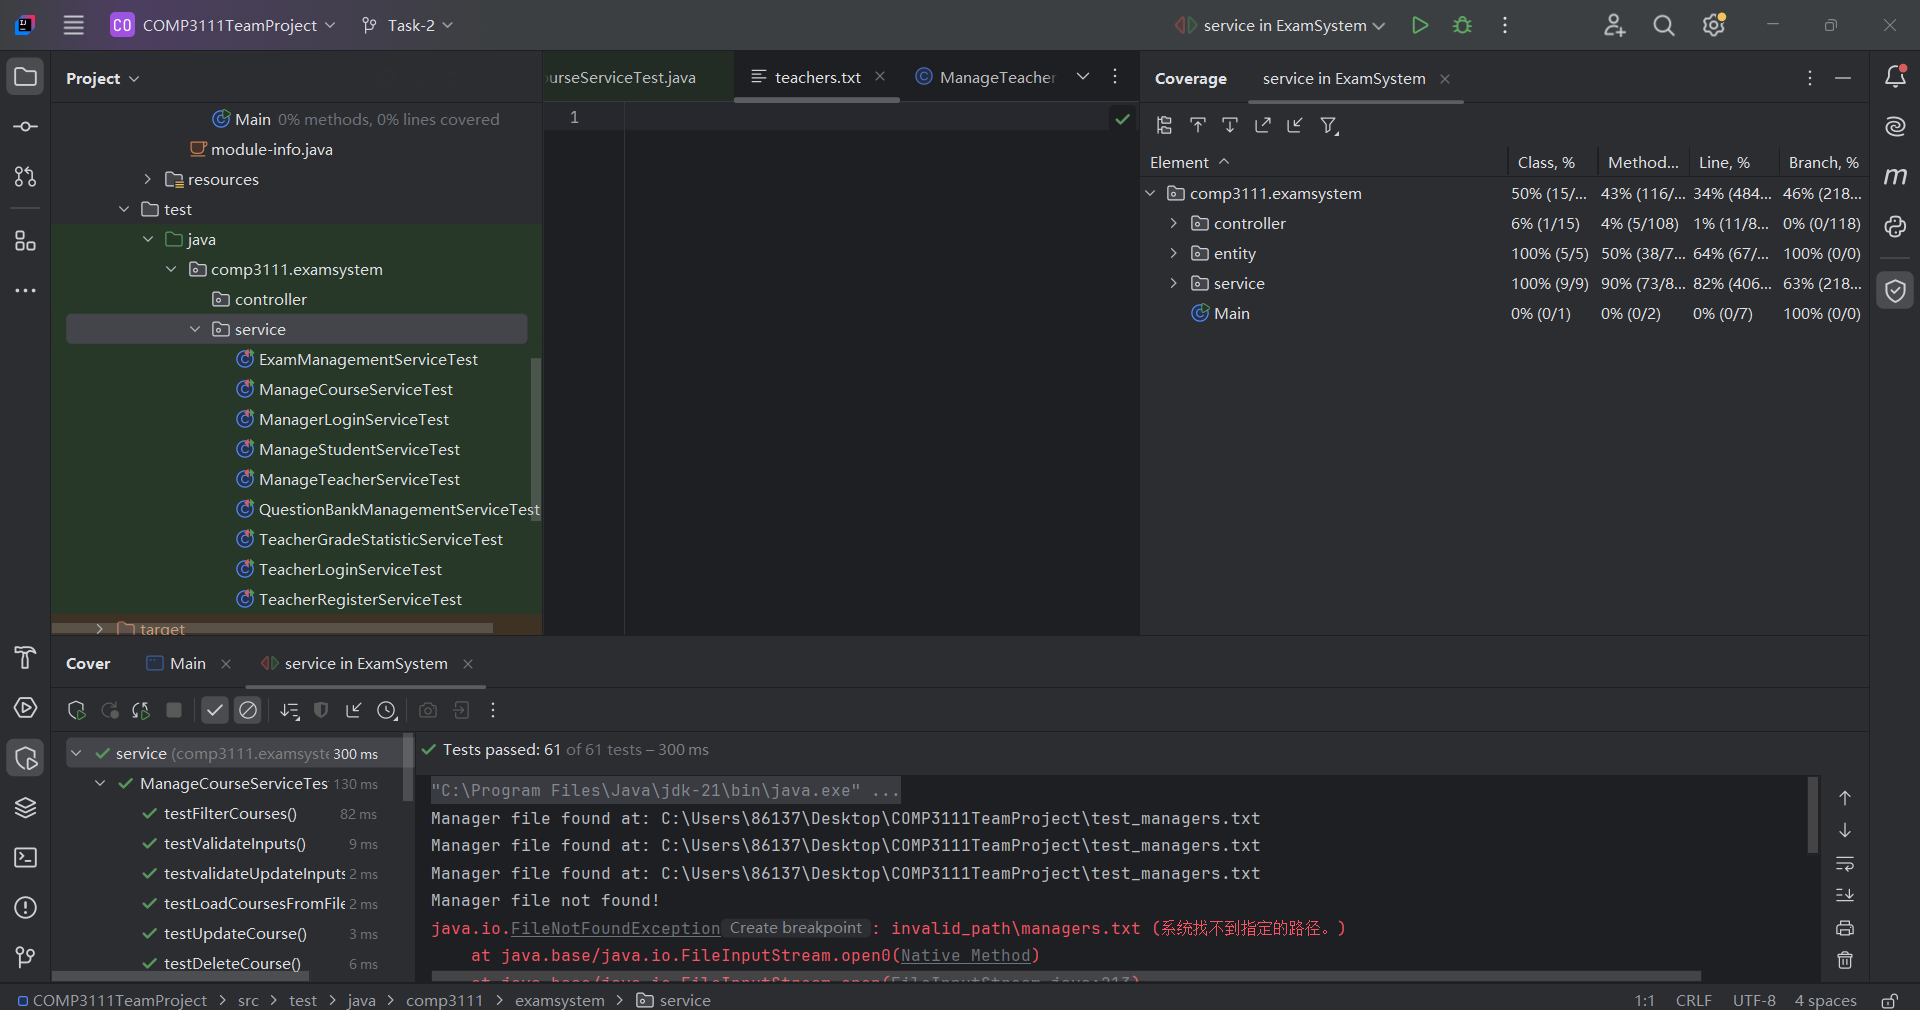 CO COMP3111TeamProject Task-2 service in ExamSystem
Project
Main 0% methods, 0% lines covered
module-info.java
resources
test
java
comp3111.examsystem
controller
service
ExamManagementServiceTest
ManageCourseServiceTest
ManagerLoginServiceTest
ManageStudentServiceTest
ManageTeacherServiceTest
QuestionBankManagementServiceTest
TeacherGradeStatisticServiceTest
TeacherLoginServiceTest
TeacherRegisterServiceTest
target
urseServiceTest.java teachers.txt ManageTeacher
1
Coverage service in ExamSystem
Element Class, % Method... Line, % Branch, %
comp3111.examsystem 50% (15/... 43% (116/... 34% (484... 46% (218...
controller 6% (1/15) 4% (5/108) 1% (11/8... 0% (0/118)
entity 100% (5/5) 50% (38/7... 64% (67/... 100% (0/0)
service 100% (9/9) 90% (73/8... 82% (406... 63% (218...
Main 0% (0/1) 0% (0/2) 0% (0/7) 100% (0/0)
Cover Main service in ExamSystem
service (comp3111.examsyste 300 ms
ManageCourseServiceTes 130 ms
testFilterCourses() 82 ms
testValidateInputs() 9 ms
testvalidateUpdateInputs 2 ms
testLoadCoursesFromFile 2 ms
testUpdateCourse() 3 ms
testDeleteCourse() 6 ms
Tests passed: 61 of 61 tests – 300 ms
"C:\Program Files\Java\jdk-21\bin\java.exe" ...
Manager file found at: C:\Users\86137\Desktop\COMP3111TeamProject\test_managers.txt
Manager file found at: C:\Users\86137\Desktop\COMP3111TeamProject\test_managers.txt
Manager file found at: C:\Users\86137\Desktop\COMP3111TeamProject\test_managers.txt
Manager file not found!
java.io.FileNotFoundException Create breakpoint : invalid_path\managers.txt (系统找不到指定的路径。)
at java.base/java.io.FileInputStream.open0(Native Method)
at java.base/java.io.FileInputStream.open(FileInputStream.java:213)
COMP3111TeamProject > src > test > java > comp3111 > examsystem > service 1:1 CRLF UTF-8 4 spaces